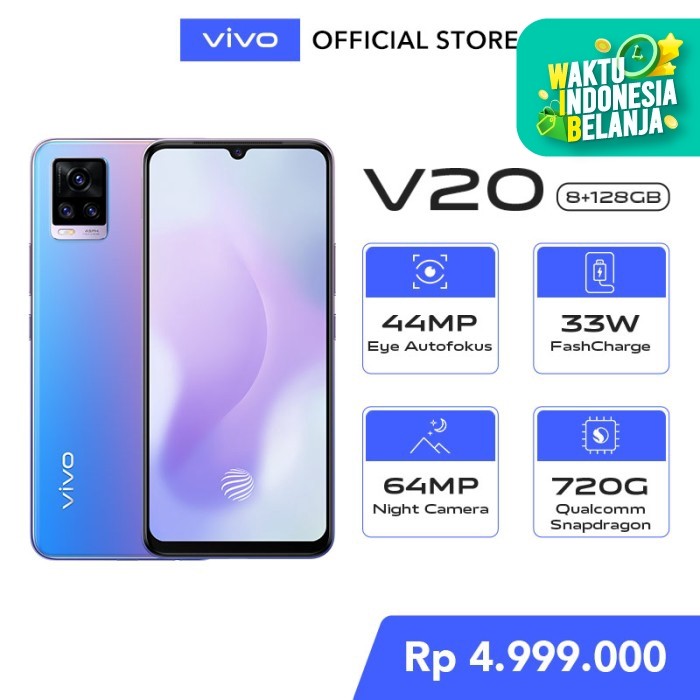 vivo OFFICIAL STORE
WAKTU
INDONESIA
BELANJA
V20 8+128GB
44MP
Eye Autofokus
33W
FashCharge
64MP
Night Camera
720G
Qualcomm
Snapdragon
vivo
Rp 4.999.000